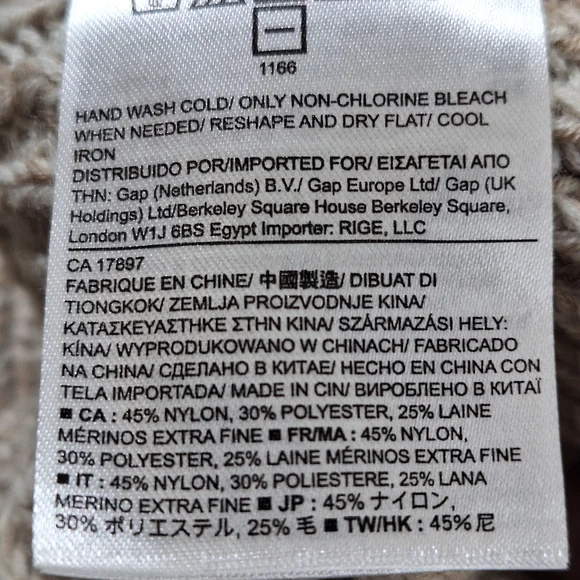 1166
HAND WASH COLD/ ONLY NON-CHLORINE BLEACH
WHEN NEEDED/ RESHAPE AND DRY FLAT/ COOL
IRON
DISTRIBUIDO POR/IMPORTED FOR/ ΕΙΣΑΓΕΤΑΙ ΑΠΟ
THN: Gap (Netherlands) B.V./ Gap Europe Ltd/ Gap (UK
Holdings) Ltd/Berkeley Square House Berkeley Square,
London W1J 6BS Egypt Importer: RIGE, LLC
CA 17897
FABRIQUE EN CHINE/ 中國製造/ DIBUAT DI
TIONGKOK/ ZEMLJA PROIZVODNJE KINA/
ΚΑΤΑΣΚΕΥΑΣΤΗΚΕ ΣΤΗΝ ΚΙΝΑ/ SZÁRMAZÁSI HELY:
KÍNA/ WYPRODUKOWANO W CHINACH/ FABRICADO
NA CHINA/ СДЕЛАНО В КИТАЕ/ HECHO EN CHINA CON
TELA IMPORTADA/ MADE IN CIN/ ВИРОБЛЕНО В КИТАЇ
■ CA : 45% NYLON, 30% POLYESTER, 25% LAINE
MÉRINOS EXTRA FINE ■ FR/MA : 45% NYLON,
30% POLYESTER, 25% LAINE MÉRINOS EXTRA FINE
■ IT : 45% NYLON, 30% POLIESTERE, 25% LANA
MERINO EXTRA FINE ■ JP : 45% ナイロン,
30% ポリエステル, 25% 毛 ■ TW/HK : 45% 尼